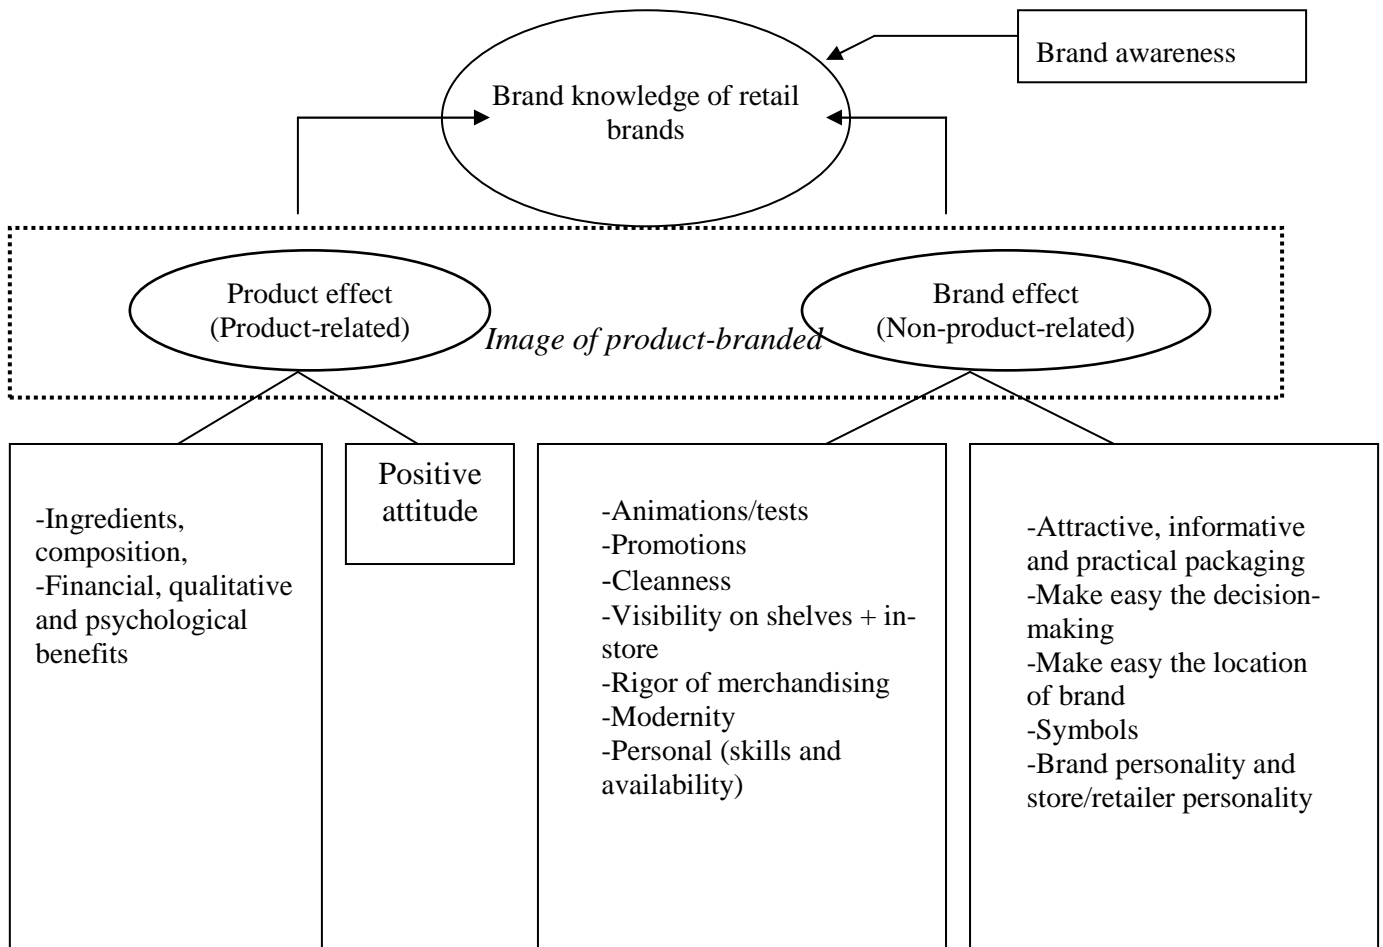 Brand awareness
Brand knowledge of retail
brands
Product effect
(Product-related)
Image of product-branded
Brand effect
(Non-product-related)
-Ingredients,
composition,
-Financial, qualitative
and psychological
benefits
Positive
attitude
-Animations/tests
-Promotions
-Cleanness
-Visibility on shelves + in-
store
-Rigor of merchandising
-Modernity
-Personal (skills and
availability)
-Attractive, informative
and practical packaging
-Make easy the decision-
making
-Make easy the location
of brand
-Symbols
-Brand personality and
store/retailer personality